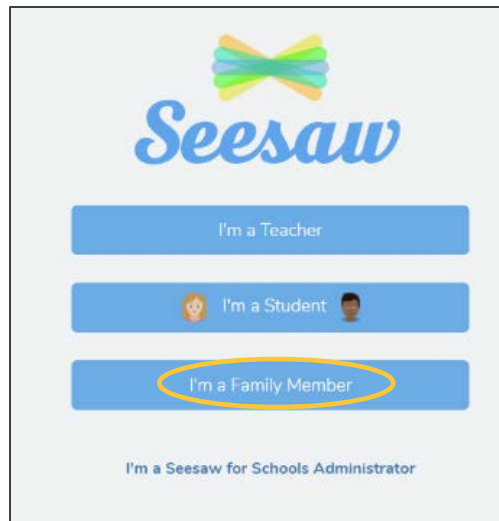 Seesaw
I'm a Teacher
I'm a Student
I'm a Family Member
I'm a Seesaw for Schools Administrator